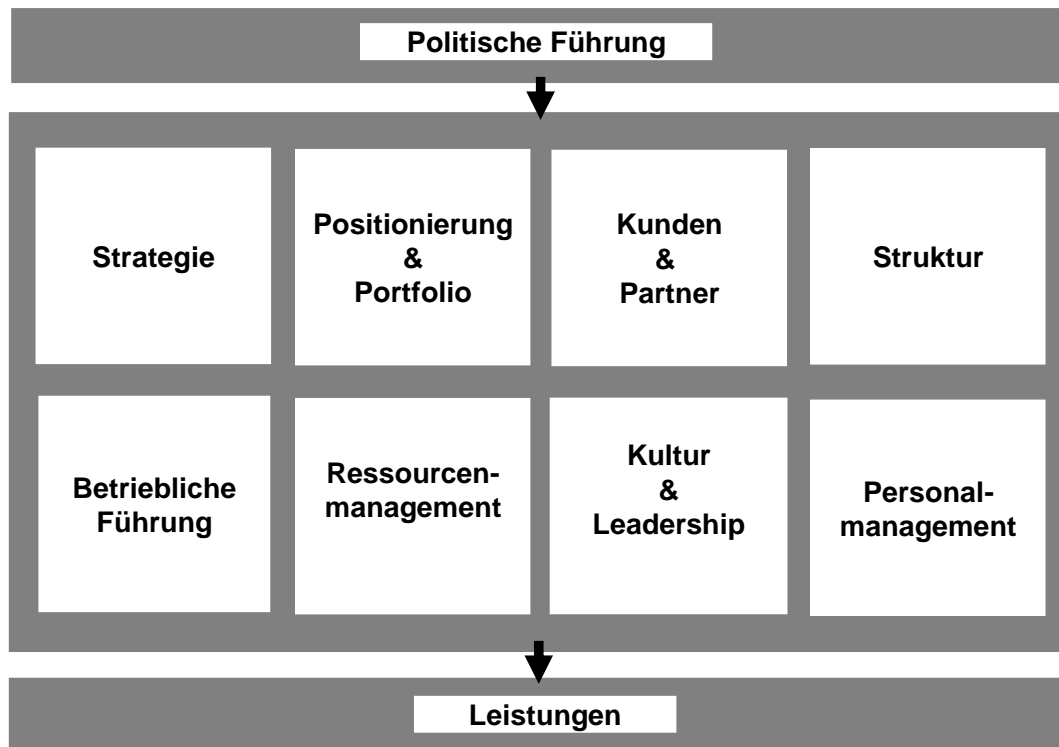 Politische Führung
Strategie
Positionierung
&
Portfolio
Kunden
&
Partner
Struktur
Betriebliche
Führung
Ressourcen-
management
Kultur
&
Leadership
Personal-
management
Leistungen